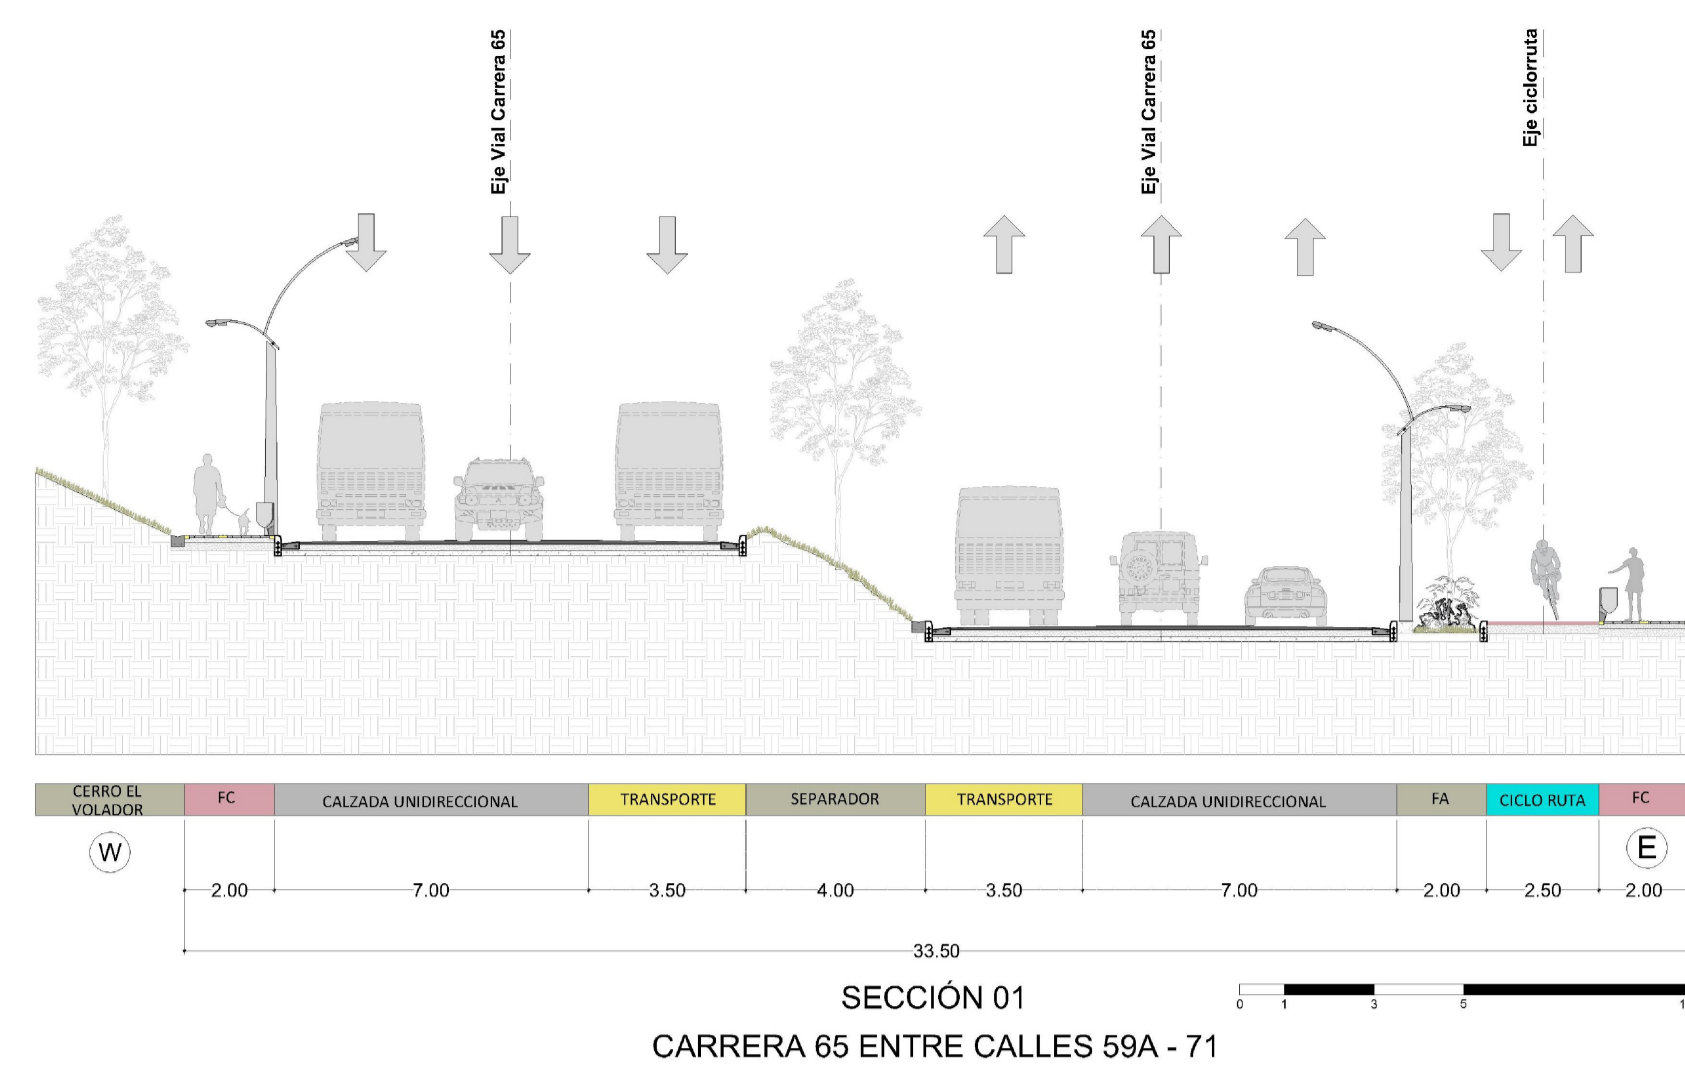 Eje Vial Carrera 65
Eje Vial Carrera 65
Eje ciclorruta
CERRO EL
VOLADOR
FC
CALZADA UNIDIRECCIONAL
TRANSPORTE
SEPARADOR
TRANSPORTE
CALZADA UNIDIRECCIONAL
FA
CICLO RUTA
FC
W
E
2.00
7.00
3.50
4.00
3.50
7.00
2.00
2.50
2.00
33.50
SECCIÓN 01
0 1 3 5 1
CARRERA 65 ENTRE CALLES 59A - 71